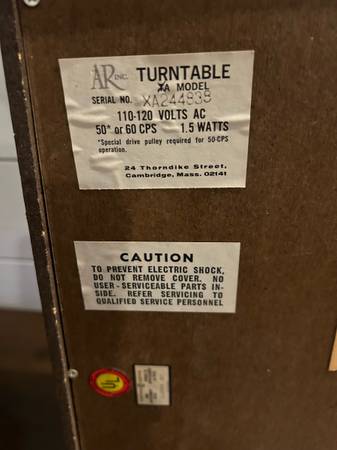 AR INC. TURNTABLE
XA MODEL
SERIAL NO. XA244838
110-120 VOLTS AC
50* or 60 CPS 1.5 WATTS
*Special drive pulley required for 50-CPS
operation.
24 Thorndike Street,
Cambridge, Mass. 02141
CAUTION
TO PREVENT ELECTRIC SHOCK,
DO NOT REMOVE COVER. NO
USER-SERVICEABLE PARTS IN-
SIDE. REFER SERVICING TO
QUALIFIED SERVICE PERSONNEL
UL